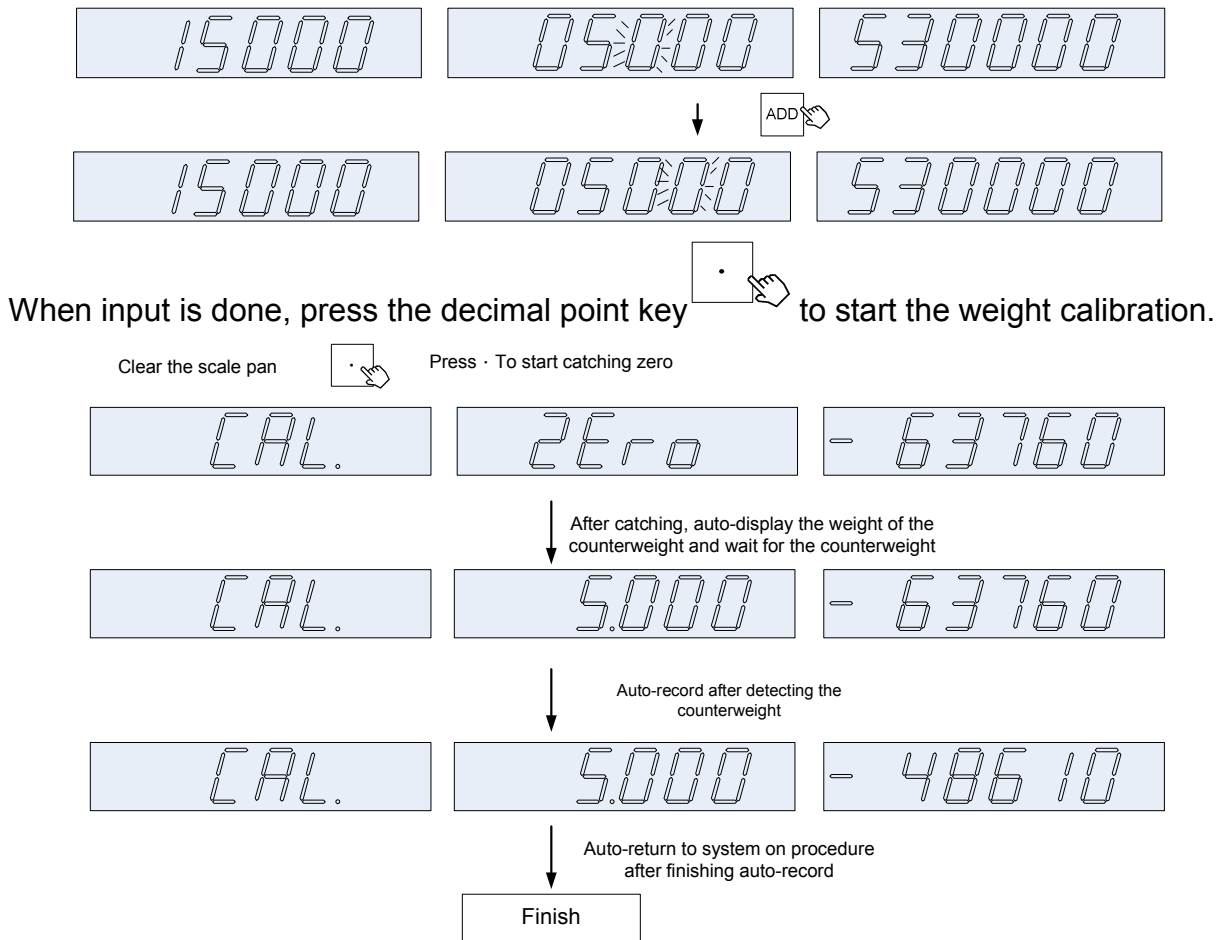 15000 05000 530000
ADD
15000 05000 530000
.
When input is done, press the decimal point key to start the weight calibration.
Clear the scale pan . Press · To start catching zero
CAL. 2Ero - 63760
After catching, auto-display the weight of the
counterweight and wait for the counterweight
CAL. 5.000 - 63760
Auto-record after detecting the
counterweight
CAL. 5.000 - 48610
Auto-return to system on procedure
after finishing auto-record
Finish